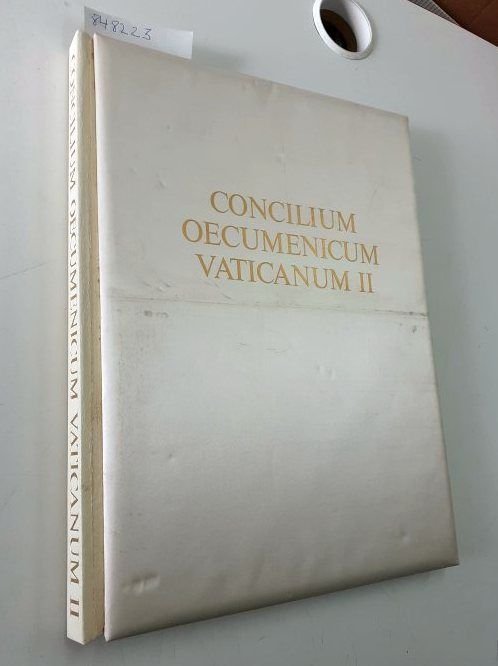 848223
CONCILIUM
OECUMENICUM
VATICANUM II
CONCILIUM OECUMENICUM VATICANUM II